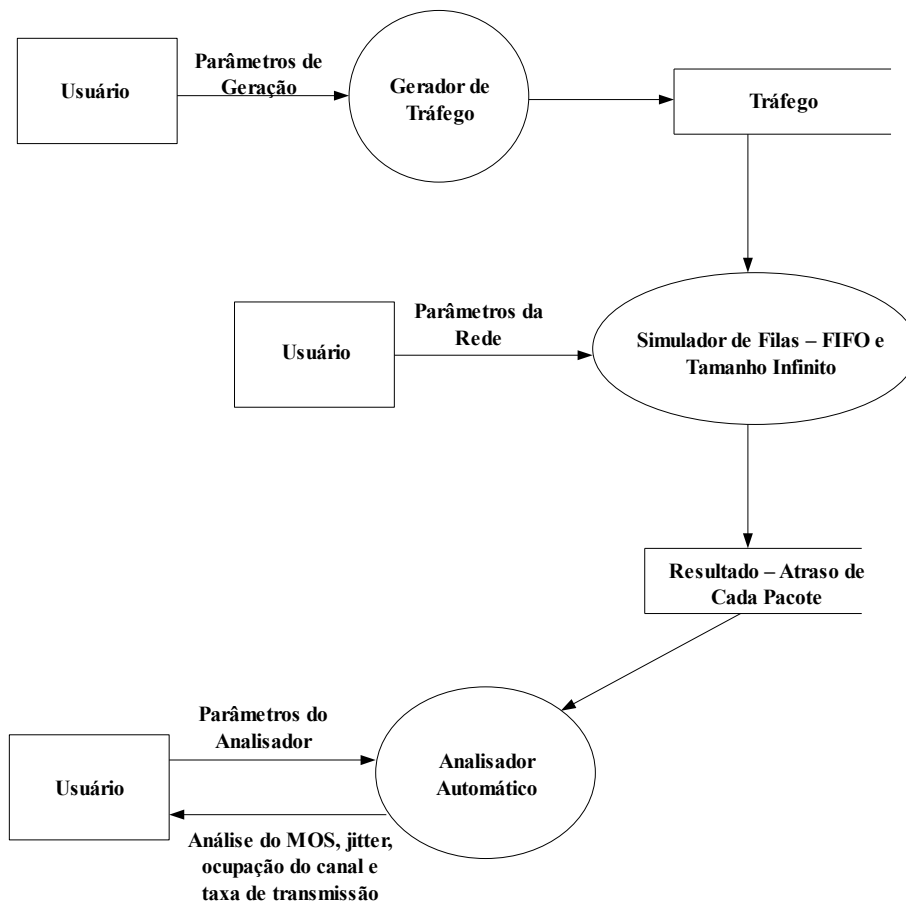 Usuário
Parâmetros de
Geração
Gerador de
Tráfego
Tráfego
Usuário
Parâmetros da
Rede
Simulador de Filas – FIFO e
Tamanho Infinito
Resultado – Atraso de
Cada Pacote
Usuário
Parâmetros do
Analisador
Analisador
Automático
Análise do MOS, jitter,
ocupação do canal e
taxa de transmissão